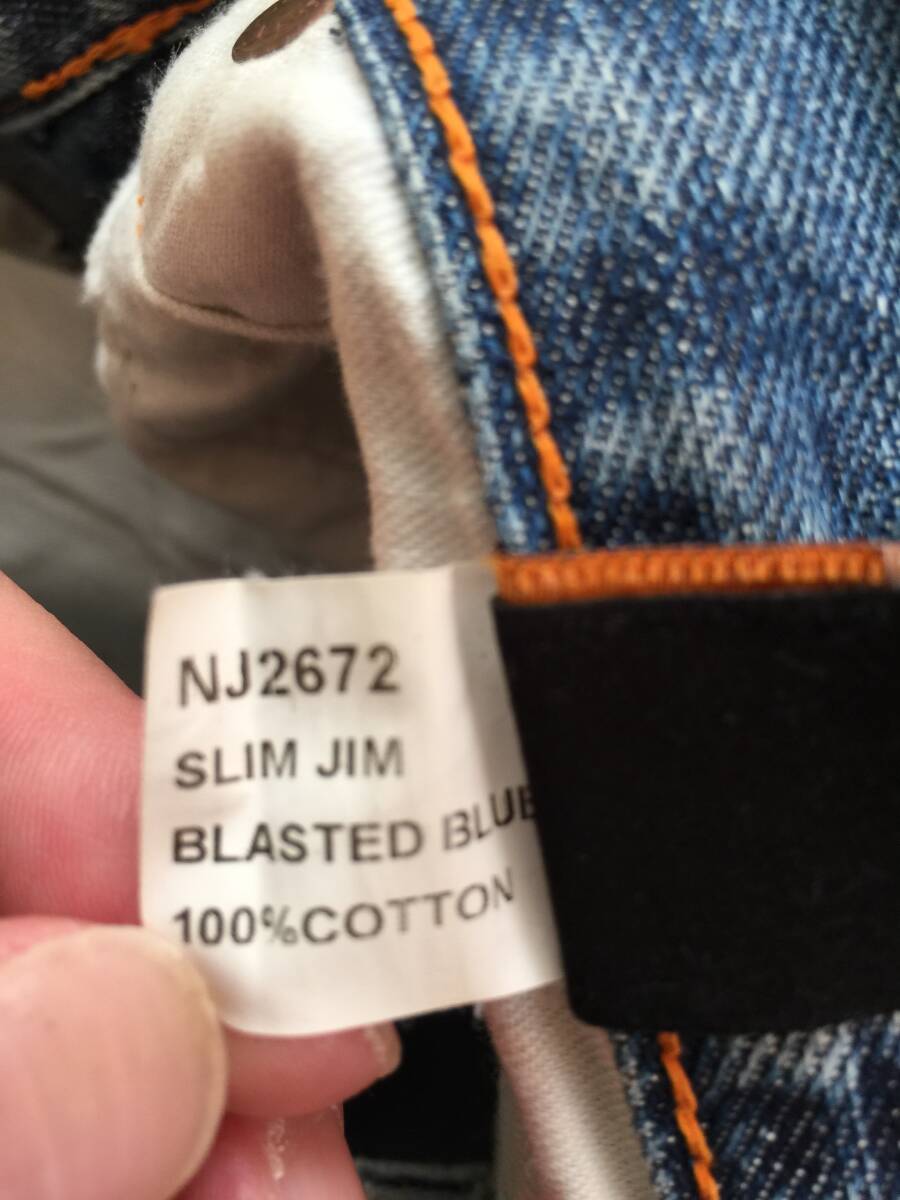 NJ2672
SLIM JIM
BLASTED BLUE
100%COTTON